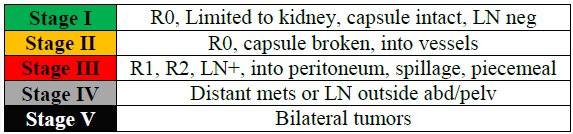 Stage I R0, Limited to kidney, capsule intact, LN neg
Stage II R0, capsule broken, into vessels
Stage III R1, R2, LN+, into peritoneum, spillage, piecemeal
Stage IV Distant mets or LN outside abd/pelv
Stage V Bilateral tumors